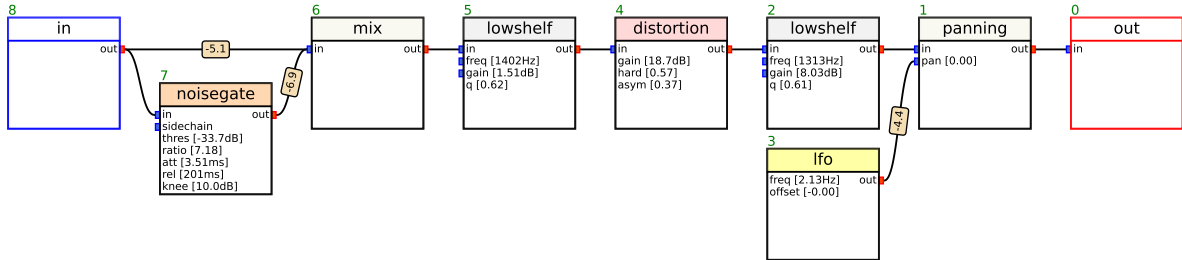 8
in
out
-5.1
7
noisegate
in out
sidechain
thres [-33.7dB]
ratio [7.18]
att [3.51ms]
rel [201ms]
knee [10.0dB]
-6.9
6
mix
in out
5
lowshelf
in out
freq [1402Hz]
gain [1.51dB]
q [0.62]
4
distortion
in out
gain [18.7dB]
hard [0.57]
asym [0.37]
2
lowshelf
in out
freq [1313Hz]
gain [8.03dB]
q [0.61]
3
lfo
freq [2.13Hz] out
offset [-0.00]
-4.4
1
panning
in out
pan [0.00]
0
out
in